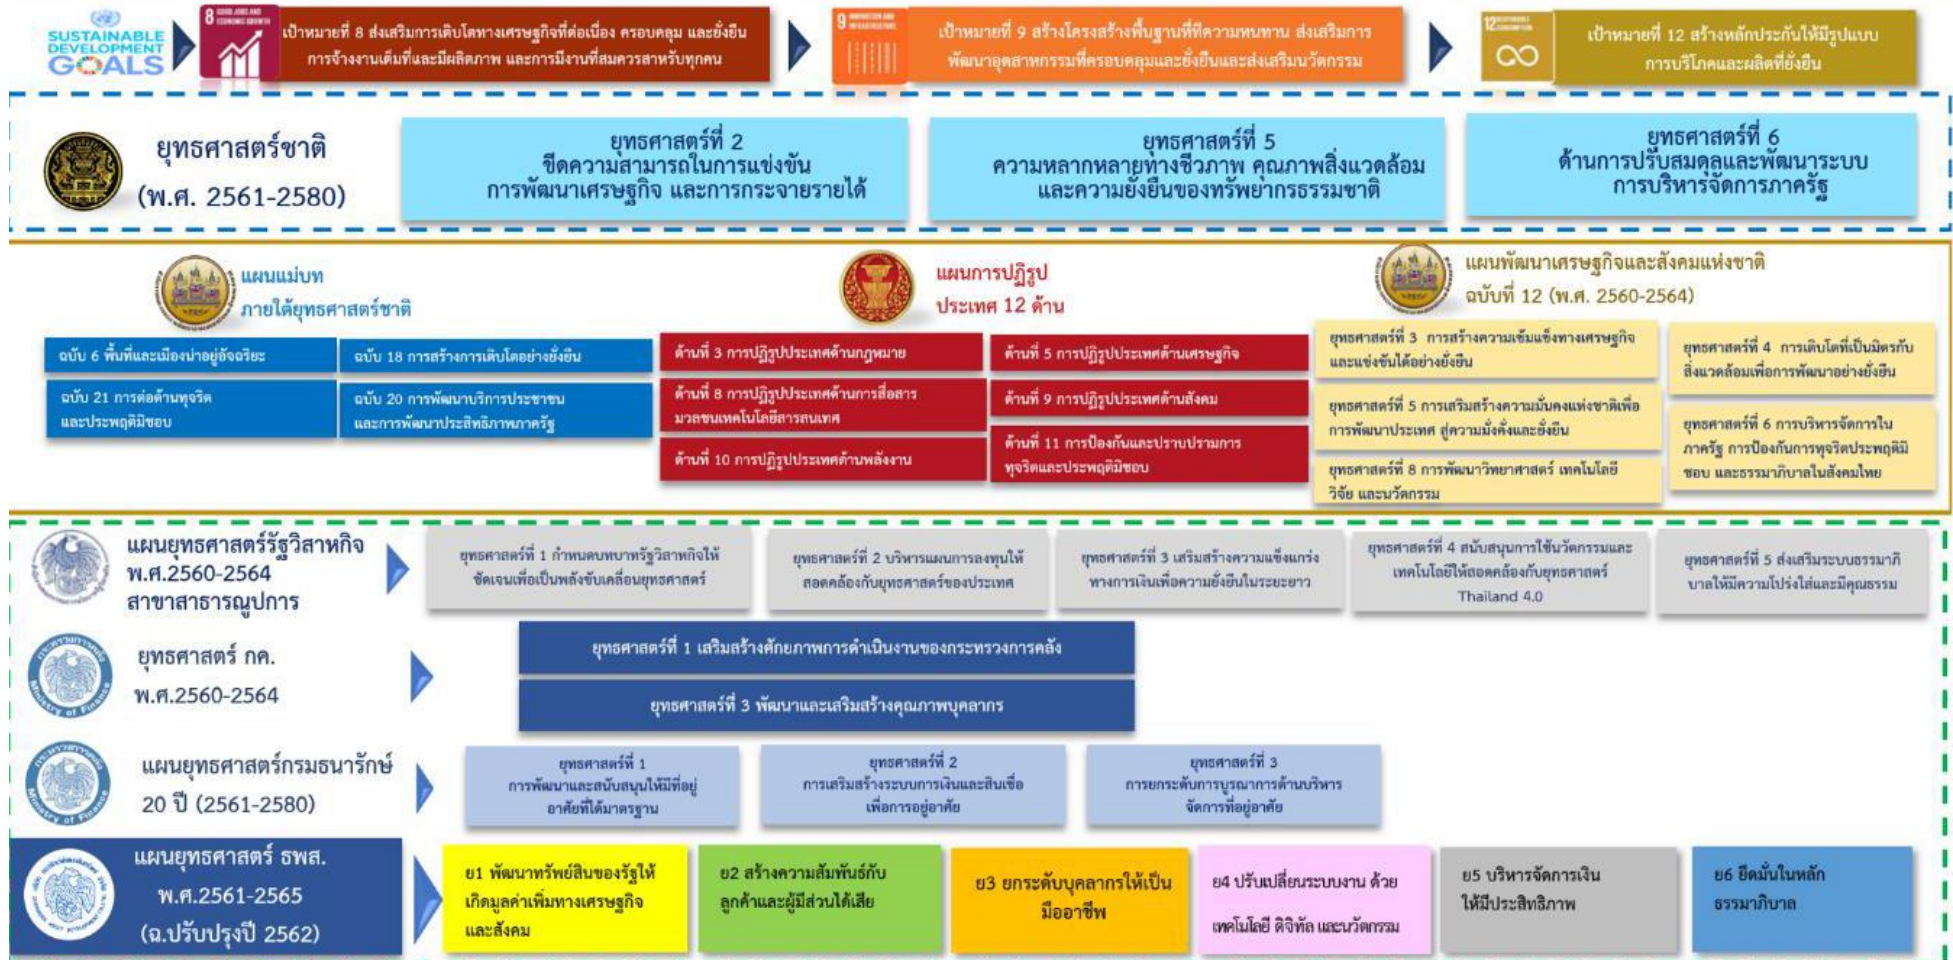 SUSTAINABLE
DEVELOPMENT
GOALS
8 GOOD JOBS AND
ECONOMIC GROWTH
เป้าหมายที่ 8 ส่งเสริมการเติบโตทางเศรษฐกิจที่ต่อเนื่อง ครอบคลุม และยั่งยืน
การจ้างงานเต็มที่และมีผลิตภาพ และการมีงานที่สมควรสำหรับทุกคน
9 INNOVATION AND
INFRASTRUCTURE
เป้าหมายที่ 9 สร้างโครงสร้างพื้นฐานที่มีความทนทาน ส่งเสริมการ
พัฒนาอุตสาหกรรมที่ครอบคลุมและยั่งยืนและส่งเสริมนวัตกรรม
12 RESPONSIBLE
CONSUMPTION
เป้าหมายที่ 12 สร้างหลักประกันให้มีรูปแบบ
การบริโภคและผลิตที่ยั่งยืน
ยุทธศาสตร์ชาติ
(พ.ศ. 2561-2580)
ยุทธศาสตร์ที่ 2
ขีดความสามารถในการแข่งขัน
การพัฒนาเศรษฐกิจ และการกระจายรายได้
ยุทธศาสตร์ที่ 5
ความหลากหลายทางชีวภาพ คุณภาพสิ่งแวดล้อม
และความยั่งยืนของทรัพยากรธรรมชาติ
ยุทธศาสตร์ที่ 6
ด้านการปรับสมดุลและพัฒนาระบบ
การบริหารจัดการภาครัฐ
แผนแม่บท
ภายใต้ยุทธศาสตร์ชาติ
ฉบับ 6 พื้นที่และเมืองน่าอยู่อัจฉริยะ
ฉบับ 18 การสร้างการเติบโตอย่างยั่งยืน
ฉบับ 21 การต่อต้านทุจริต
และประพฤติมิชอบ
ฉบับ 20 การพัฒนาบริการประชาชน
และการพัฒนาประสิทธิภาพภาครัฐ
แผนการปฏิรูป
ประเทศ 12 ด้าน
ด้านที่ 3 การปฏิรูปประเทศด้านกฎหมาย
ด้านที่ 5 การปฏิรูปประเทศด้านเศรษฐกิจ
ด้านที่ 8 การปฏิรูปประเทศด้านการสื่อสาร
มวลชนเทคโนโลยีสารสนเทศ
ด้านที่ 9 การปฏิรูปประเทศด้านสังคม
ด้านที่ 10 การปฏิรูปประเทศด้านพลังงาน
ด้านที่ 11 การป้องกันและปราบปรามการ
ทุจริตและประพฤติมิชอบ
แผนพัฒนาเศรษฐกิจและสังคมแห่งชาติ
ฉบับที่ 12 (พ.ศ. 2560-2564)
ยุทธศาสตร์ที่ 3 การสร้างความเข้มแข็งทางเศรษฐกิจ
และแข่งขันได้อย่างยั่งยืน
ยุทธศาสตร์ที่ 4 การเติบโตที่เป็นมิตรกับ
สิ่งแวดล้อมเพื่อการพัฒนาอย่างยั่งยืน
ยุทธศาสตร์ที่ 5 การเสริมสร้างความมั่นคงแห่งชาติเพื่อ
การพัฒนาประเทศ สู่ความมั่งคั่งและยั่งยืน
ยุทธศาสตร์ที่ 6 การบริหารจัดการใน
ภาครัฐ การป้องกันการทุจริตประพฤติมิ
ชอบ และธรรมาภิบาลในสังคมไทย
ยุทธศาสตร์ที่ 8 การพัฒนาวิทยาศาสตร์ เทคโนโลยี
วิจัย และนวัตกรรม
แผนยุทธศาสตร์รัฐวิสาหกิจ
พ.ศ.2560-2564
สาขาสาธารณูปการ
ยุทธศาสตร์ที่ 1 กำหนดบทบาทรัฐวิสาหกิจให้
ชัดเจนเพื่อเป็นพลังขับเคลื่อนยุทธศาสตร์
ยุทธศาสตร์ที่ 2 บริหารแผนการลงทุนให้
สอดคล้องกับยุทธศาสตร์ของประเทศ
ยุทธศาสตร์ที่ 3 เสริมสร้างความแข็งแกร่ง
ทางการเงินเพื่อความยั่งยืนในระยะยาว
ยุทธศาสตร์ที่ 4 สนับสนุนการใช้นวัตกรรมและ
เทคโนโลยีให้สอดคล้องกับยุทธศาสตร์
Thailand 4.0
ยุทธศาสตร์ที่ 5 ส่งเสริมระบบธรรมาภิ
บาลให้มีความโปร่งใสและมีคุณธรรม
Ministry of Finance
ยุทธศาสตร์ กค.
พ.ศ.2560-2564
ยุทธศาสตร์ที่ 1 เสริมสร้างศักยภาพการดำเนินงานของกระทรวงการคลัง
ยุทธศาสตร์ที่ 3 พัฒนาและเสริมสร้างคุณภาพบุคลากร
Ministry of Finance
แผนยุทธศาสตร์กรมธนารักษ์
20 ปี (2561-2580)
ยุทธศาสตร์ที่ 1
การพัฒนาและสนับสนุนให้มีที่อยู่
อาศัยที่ได้มาตรฐาน
ยุทธศาสตร์ที่ 2
การเสริมสร้างระบบการเงินและสินเชื่อ
เพื่อการอยู่อาศัย
ยุทธศาสตร์ที่ 3
การยกระดับการบูรณาการด้านบริหาร
จัดการที่อยู่อาศัย
แผนยุทธศาสตร์ ธพส.
พ.ศ.2561-2565
(ฉ.ปรับปรุงปี 2562)
ย1 พัฒนาทรัพย์สินของรัฐให้
เกิดมูลค่าเพิ่มทางเศรษฐกิจ
และสังคม
ย2 สร้างความสัมพันธ์กับ
ลูกค้าและผู้มีส่วนได้เสีย
ย3 ยกระดับบุคลากรให้เป็น
มืออาชีพ
ย4 ปรับเปลี่ยนระบบงาน ด้วย
เทคโนโลยี ดิจิทัล และนวัตกรรม
ย5 บริหารจัดการเงิน
ให้มีประสิทธิภาพ
ย6 ยึดมั่นในหลัก
ธรรมาภิบาล